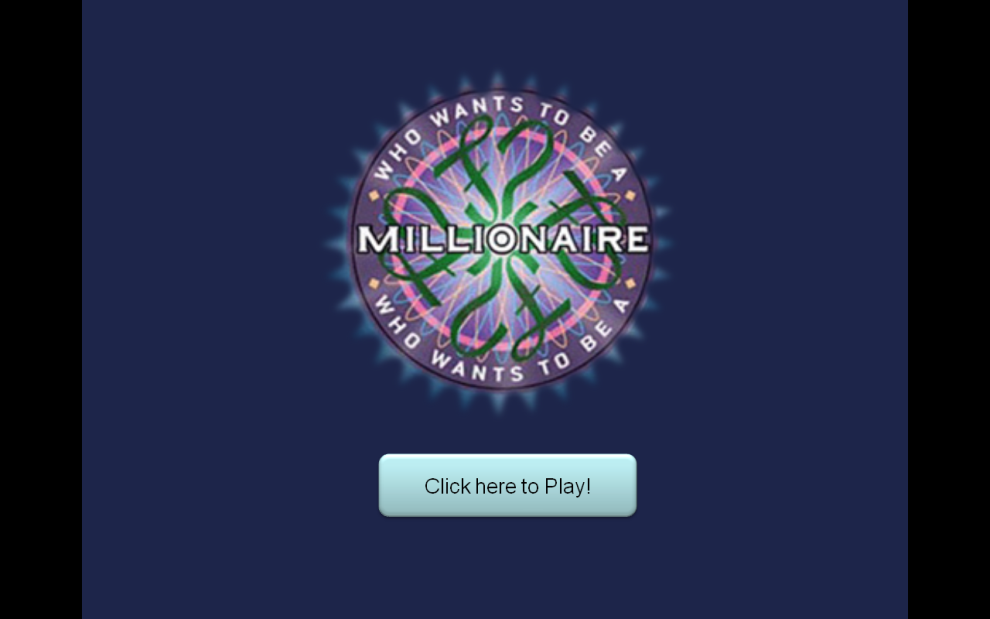 WHO WANTS TO BE A
MILLIONAIRE
WHO WANTS TO BE A
Click here to Play!